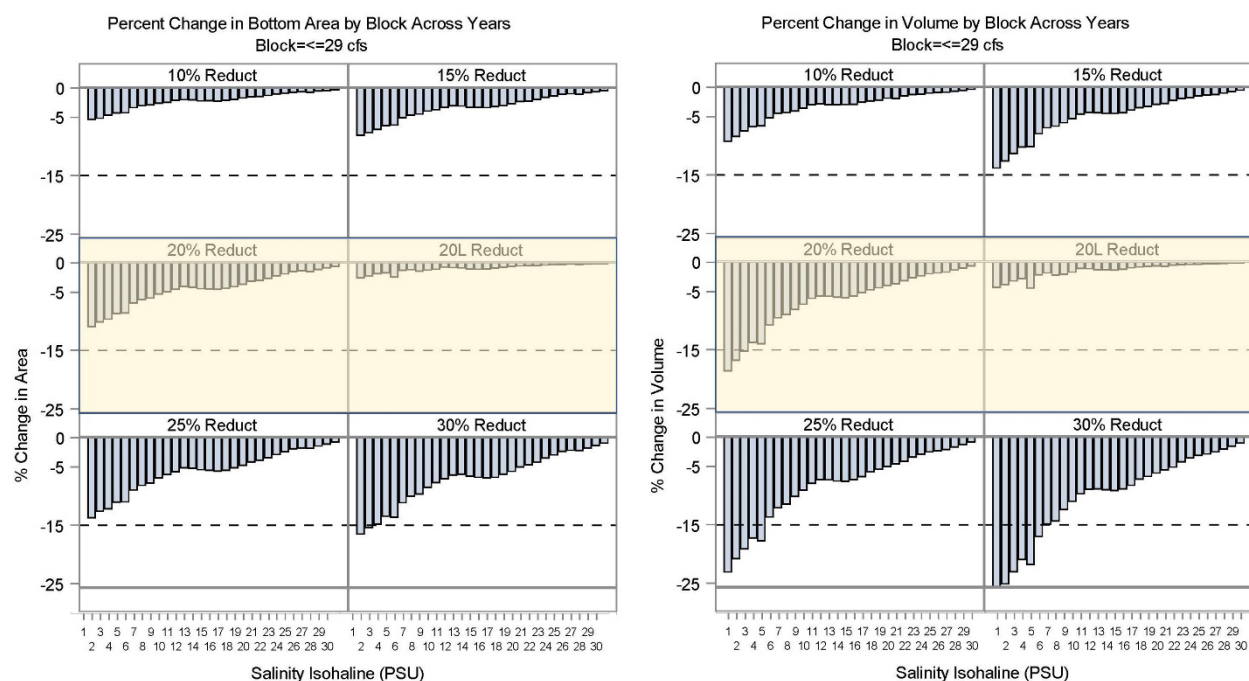 Percent Change in Bottom Area by Block Across Years
Block=<=29 cfs
10% Reduct
15% Reduct
0
-5
-15
-25
20% Reduct
20L Reduct
0
-5
-15
-25
25% Reduct
30% Reduct
0
-5
-15
-25
% Change in Area
1 3 5 7 9 11 13 15 17 19 21 23 25 27 29
2 4 6 8 10 12 14 16 18 20 22 24 26 28 30
1 3 5 7 9 11 13 15 17 19 21 23 25 27 29
2 4 6 8 10 12 14 16 18 20 22 24 26 28 30
Salinity Isohaline (PSU)
Percent Change in Volume by Block Across Years
Block=<=29 cfs
10% Reduct
15% Reduct
0
-5
-15
-25
20% Reduct
20L Reduct
0
-5
-15
-25
25% Reduct
30% Reduct
0
-5
-15
-25
% Change in Volume
1 3 5 7 9 11 13 15 17 19 21 23 25 27 29
2 4 6 8 10 12 14 16 18 20 22 24 26 28 30
1 3 5 7 9 11 13 15 17 19 21 23 25 27 29
2 4 6 8 10 12 14 16 18 20 22 24 26 28 30
Salinity Isohaline (PSU)